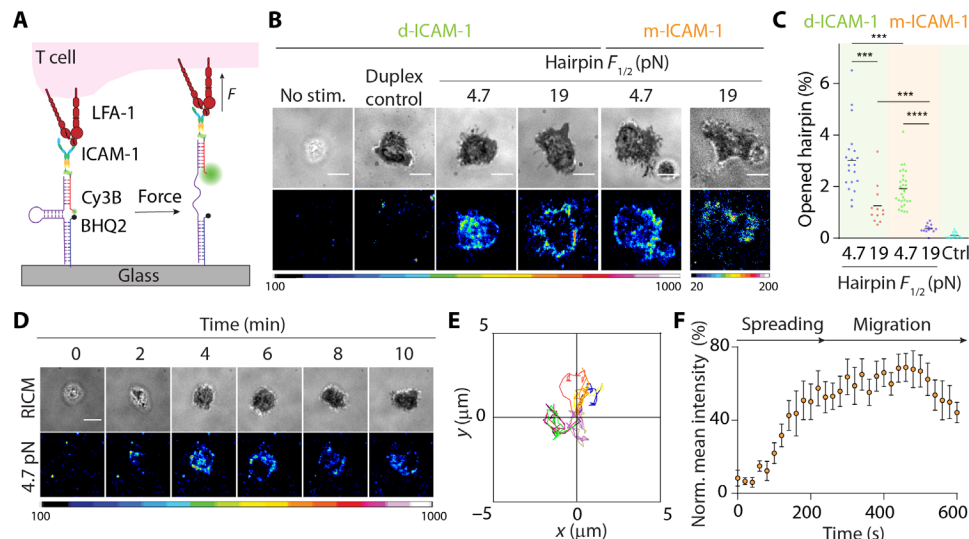 A
T cell
LFA-1
F
ICAM-1
Cy3B
BHQ2
Force
Glass
B
d-ICAM-1
m-ICAM-1
Hairpin F1/2 (pN)
No stim.
Duplex
control
4.7
19
4.7
19
100
1000
20
200
C
d-ICAM-1 m-ICAM-1
***
***
***
****
Opened hairpin (%)
6
4
2
0
4.7 19 4.7 19 Ctrl
Hairpin F1/2 (pN)
D
Time (min)
0 2 4 6 8 10
RICM
4.7 pN
100
1000
E
5
y (μm)
0
−5
0
5
x (μm)
F
Spreading
Migration
Norm. mean intensity (%)
80
40
0
0 200 400 600
Time (s)